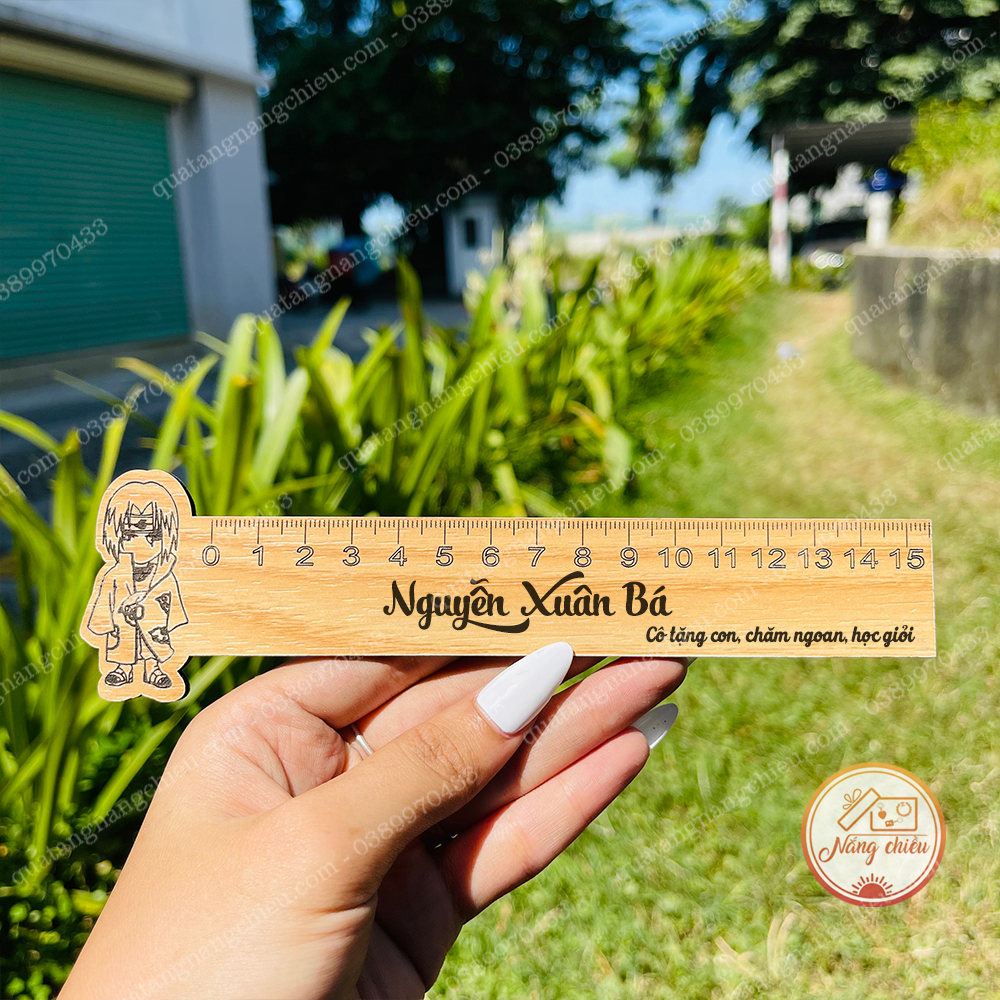 0 1 2 3 4 5 6 7 8 9 10 11 12 13 14 15
Nguyễn Xuân Bá
Cô tặng con, chăm ngoan, học giỏi
Nắng chiều
quatangnangchieu.com - 0389970433